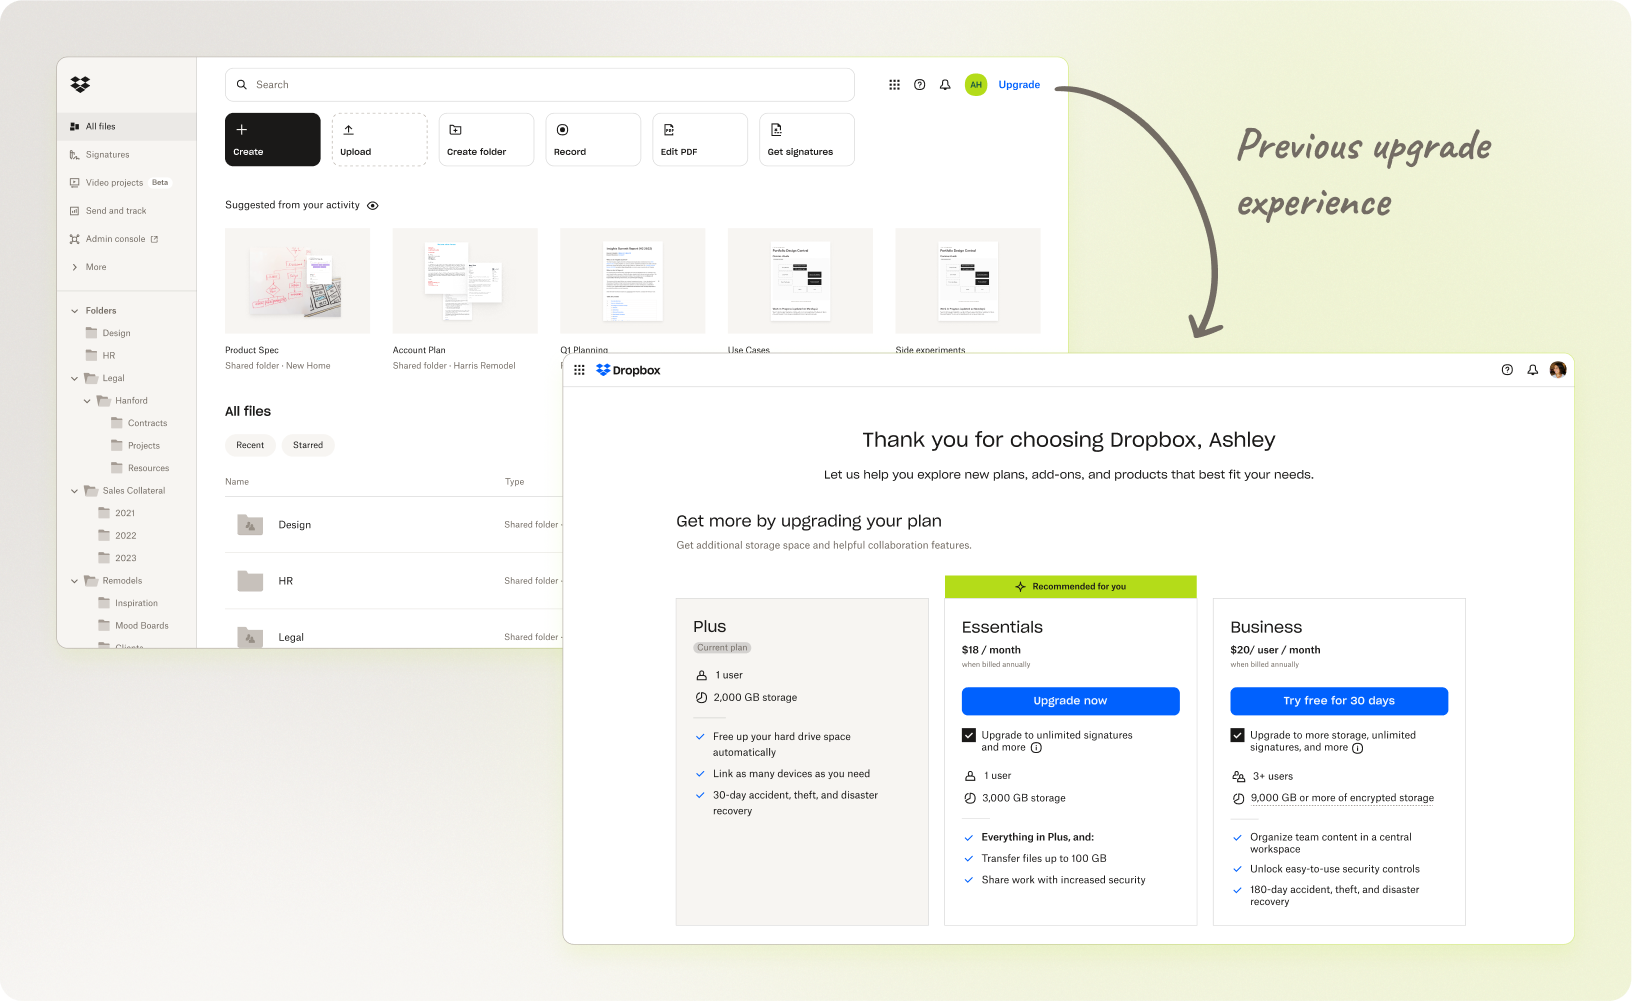 Search
AH
Upgrade
All files
Signatures
Video projects Beta
Send and track
Admin console
More
Folders
Design
HR
Legal
Hanford
Contracts
Projects
Resources
Sales Collateral
2021
2022
2023
Remodels
Inspiration
Mood Boards
Clients
Create
Upload
Create folder
Record
Edit PDF
Get signatures
Suggested from your activity
Product Spec
Shared folder · New Home
Account Plan
Shared folder · Harris Remodel
Q1 Planning
Use Cases
Side experiments
All files
Recent
Starred
Name
Type
Design
Shared folder ·
HR
Shared folder ·
Legal
Shared folder ·
Previous upgrade
experience
Dropbox
Thank you for choosing Dropbox, Ashley
Let us help you explore new plans, add-ons, and products that best fit your needs.
Get more by upgrading your plan
Get additional storage space and helpful collaboration features.
Plus
Current plan
1 user
2,000 GB storage
Free up your hard drive space
automatically
Link as many devices as you need
30-day accident, theft, and disaster
recovery
Recommended for you
Essentials
$18 / month
when billed annually
Upgrade now
Upgrade to unlimited signatures
and more
1 user
3,000 GB storage
Everything in Plus, and:
Transfer files up to 100 GB
Share work with increased security
Business
$20/ user / month
when billed annually
Try free for 30 days
Upgrade to more storage, unlimited
signatures, and more
3+ users
9,000 GB or more of encrypted storage
Organize team content in a central
workspace
Unlock easy-to-use security controls
180-day accident, theft, and disaster
recovery